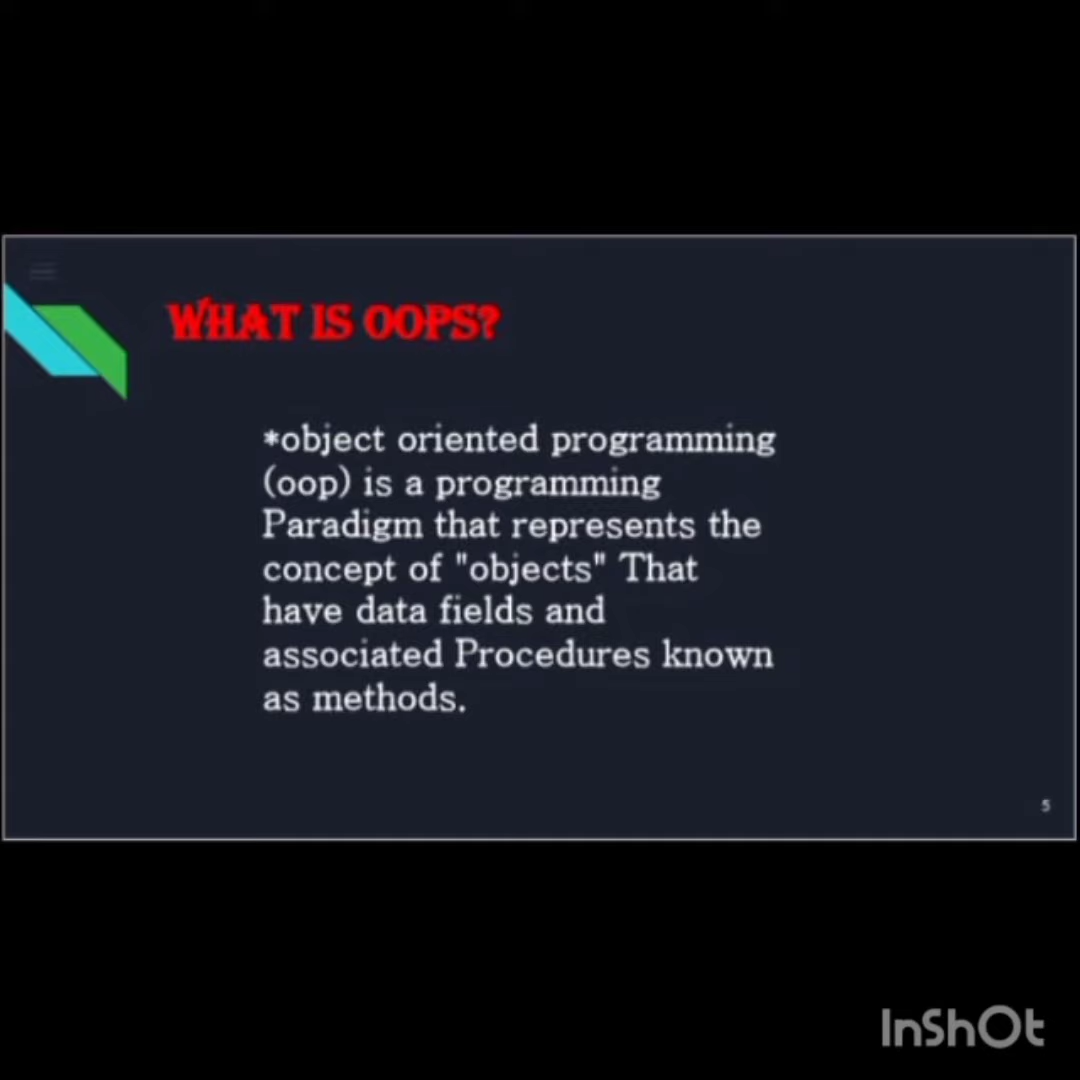 WHAT IS OOPS?
*object oriented programming
(oop) is a programming
Paradigm that represents the
concept of "objects" That
have data fields and
associated Procedures known
as methods.
5
InShOt